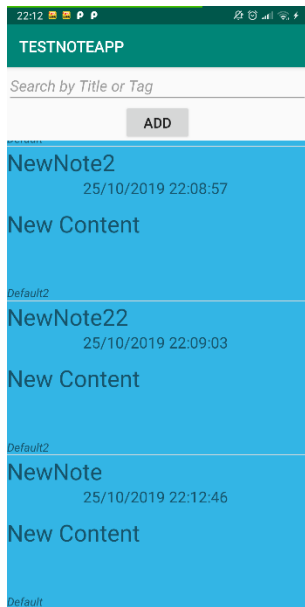 22:12
TESTNOTEAPP
Search by Title or Tag
ADD
Default
NewNote2
25/10/2019 22:08:57
New Content
Default2
NewNote22
25/10/2019 22:09:03
New Content
Default2
NewNote
25/10/2019 22:12:46
New Content
Default